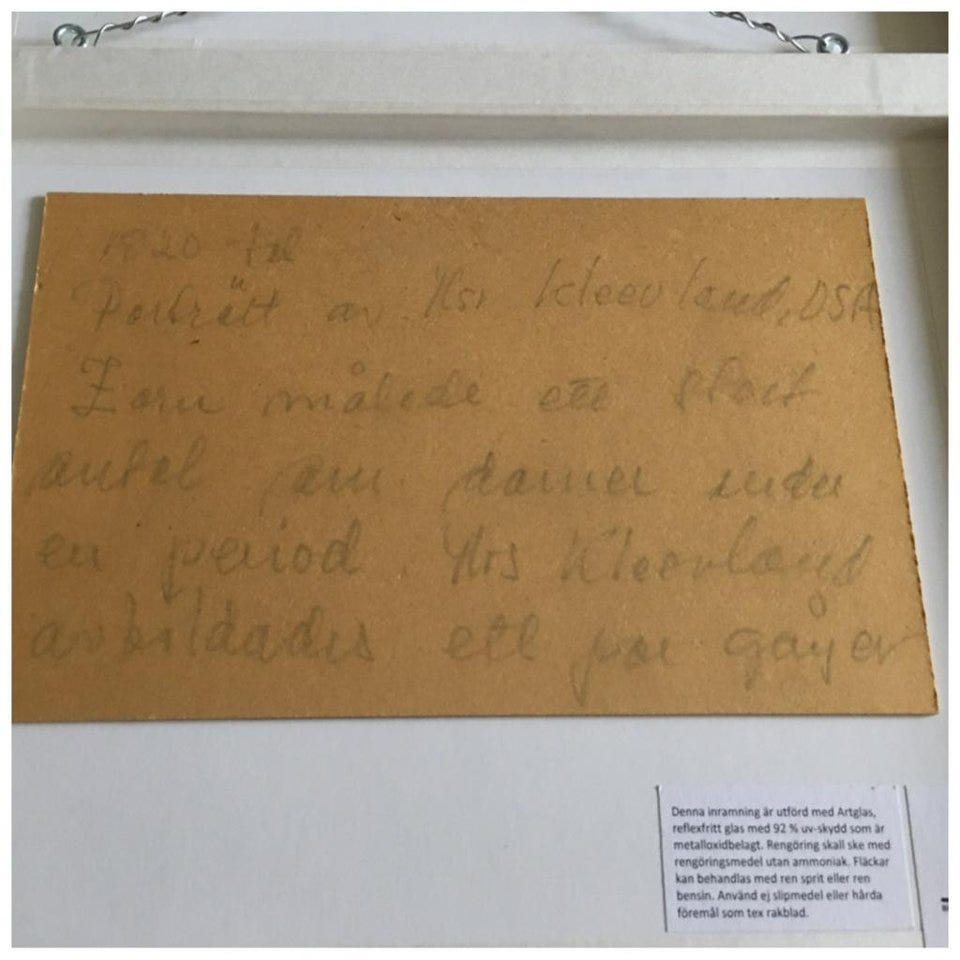 1920 tal
Porträtt av Mrs Kleevland, USA
Zorn målade ett stort
antal am. damer under
en period. Mrs Kleevland
avbildades ett par gånger
Denna inramning är utförd med Artglas,
reflexfritt glas med 92 % uv-skydd som är
metalloxidbelagt. Rengöring skall ske med
rengöringsmedel utan ammoniak. Fläckar
kan behandlas med ren sprit eller ren
bensin. Använd ej slipmedel eller hårda
föremål som tex rakblad.